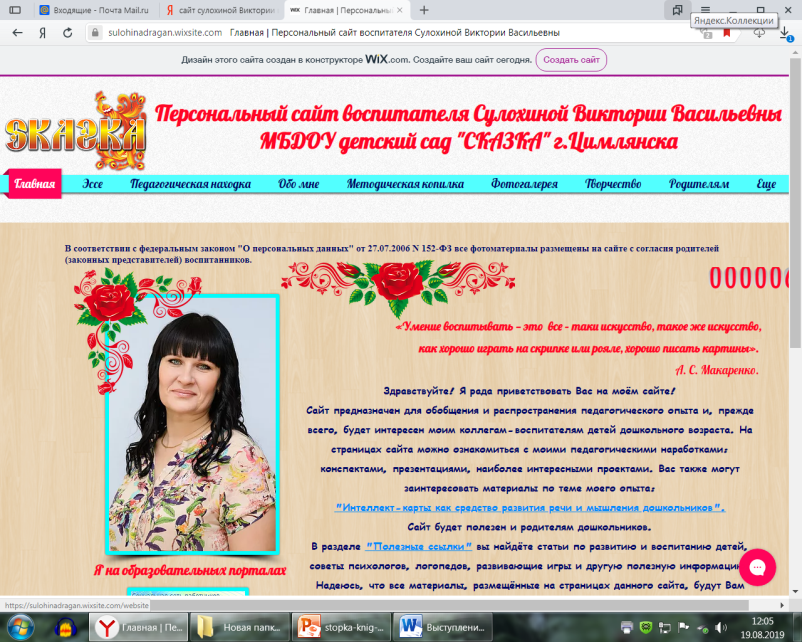 Входящие - Почта Mail.ru
сайт сулохиной Виктории
Главная | Персональный
Яндекс.Коллекции
sulohinadragan.wixsite.com Главная | Персональный сайт воспитателя Сулохиной Виктории Васильевны
Дизайн этого сайта создан в конструкторе WiX.com. Создайте ваш сайт сегодня. Создать сайт
СКАЗКА
Персональный сайт воспитателя Сулохиной Виктории Васильевны
МБДОУ детский сад "СКАЗКА" г.Цимлянска
Главная Эссе Педагогическая находка Обо мне Методическая копилка Фотогалерея Творчество Родителям Еще
В соответствии с федеральным законом "О персональных данных" от 27.07.2006 N 152-ФЗ все фотоматериалы размещены на сайте с согласия родителей
(законных представителей) воспитанников.
000006
«Умение воспитывать – это все – таки искусство, такое же искусство,
как хорошо играть на скрипке или рояле, хорошо писать картины».
А. С. Макаренко.
Здравствуйте! Я рада приветствовать Вас на моём сайте!
Сайт предназначен для обобщения и распространения педагогического опыта и, прежде
всего, будет интересен моим коллегам-воспитателям детей дошкольного возраста. На
страницах сайта можно ознакомиться с моими педагогическими наработками:
конспектами, презентациями, наиболее интересными проектами. Вас также могут
заинтересовать материалы по теме моего опыта:
"Интеллект-карты как средство развития речи и мышления дошкольников".
Сайт будет полезен и родителям дошкольников.
В разделе "Полезные ссылки" вы найдёте статьи по развитию и воспитанию детей,
советы психологов, логопедов, развивающие игры и другую полезную информацию.
Надеюсь, что все материалы, размещённые на страницах данного сайта, будут Вам
Я на образовательных порталах
https://sulohinadragan.wixsite.com/website
Главная | Пе...
Новая папк...
stopka-knig-...
Выступлени...
12:05
19.08.2019